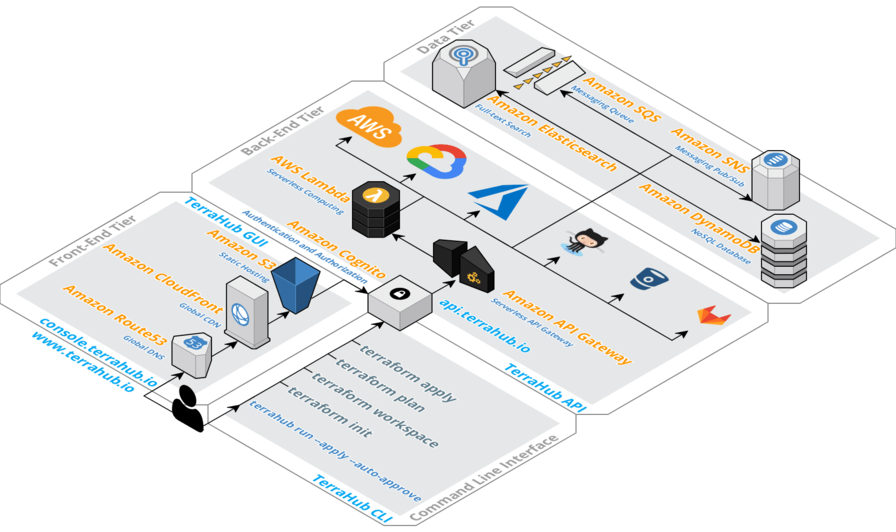 Data Tier
Amazon SQS
Messaging Queue
Amazon Elasticsearch
Full-text Search
Amazon SNS
Messaging Pub/Sub
Amazon DynamoDB
NoSQL Database
Back-End Tier
AWS
AWS Lambda
Serverless Computing
Amazon Cognito
Authentication and Authorization
Amazon API Gateway
Serverless API Gateway
api.terrahub.io
TerraHub API
Front-End Tier
TerraHub GUI
Amazon S3
Static Hosting
Amazon CloudFront
Global CDN
Amazon Route53
Global DNS
53
console.terrahub.io
www.terrahub.io
terraform apply
terraform plan
terraform workspace
terraform init
terrahub run --apply --auto-approve
Command Line Interface
TerraHub CLI